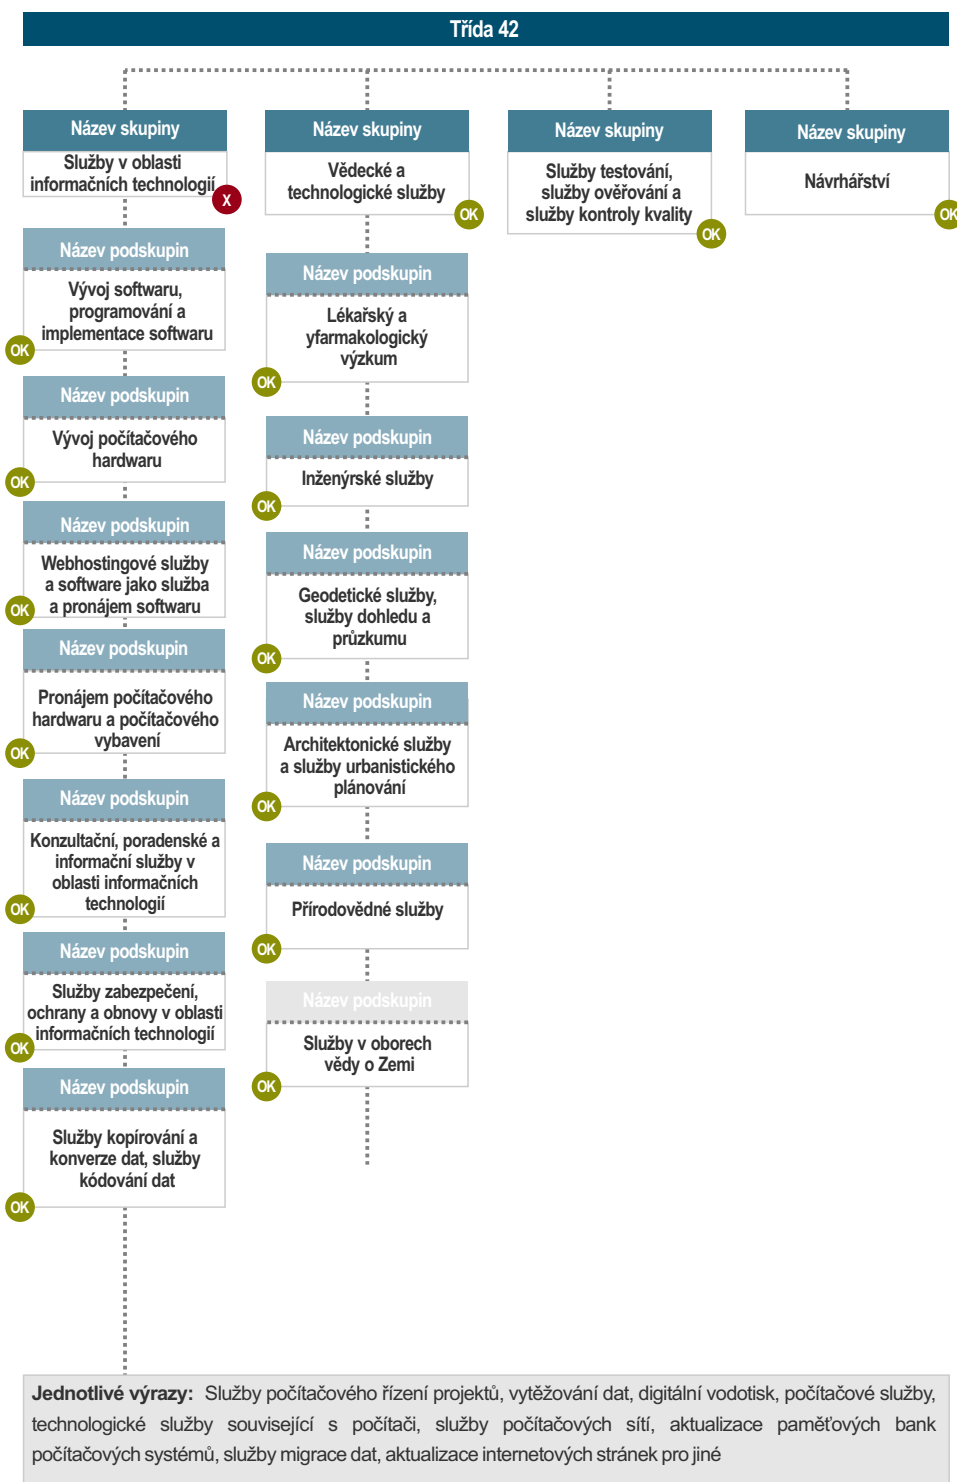 Třída 42
Název skupiny
Služby v oblasti
informačních technologií
X
Název podskupin
Vývoj softwaru,
programování a
implementace softwaru
OK
Název podskupin
Vývoj počítačového
hardwaru
OK
Název podskupin
Webhostingové služby
a software jako služba
a pronájem softwaru
OK
Název podskupin
Pronájem počítačového
hardwaru a počítačového
vybavení
OK
Název podskupin
Konzultační, poradenské a
informační služby v
oblasti informačních
technologií
OK
Název podskupin
Služby zabezpečení,
ochrany a obnovy v oblasti
informačních technologií
OK
Název podskupin
Služby kopírování a
konverze dat, služby
kódování dat
OK
Název skupiny
Vědecké a
technologické služby
OK
Název podskupin
Lékařský a
yfarmakologický
výzkum
OK
Název podskupin
Inženýrské služby
OK
Název podskupin
Geodetické služby,
služby dohledu a
průzkumu
OK
Název podskupin
Architektonické služby
a služby urbanistického
plánování
OK
Název podskupin
Přírodovědné služby
OK
Název podskupin
Služby v oborech
vědy o Zemi
OK
Název skupiny
Služby testování,
služby ověřování a
služby kontroly kvality
OK
Název skupiny
Návrhářství
OK
Jednotlivé výrazy: Služby počítačového řízení projektů, vytěžování dat, digitální vodotisk, počítačové služby,
technologické služby související s počítači, služby počítačových sítí, aktualizace paměťových bank
počítačových systémů, služby migrace dat, aktualizace internetových stránek pro jiné